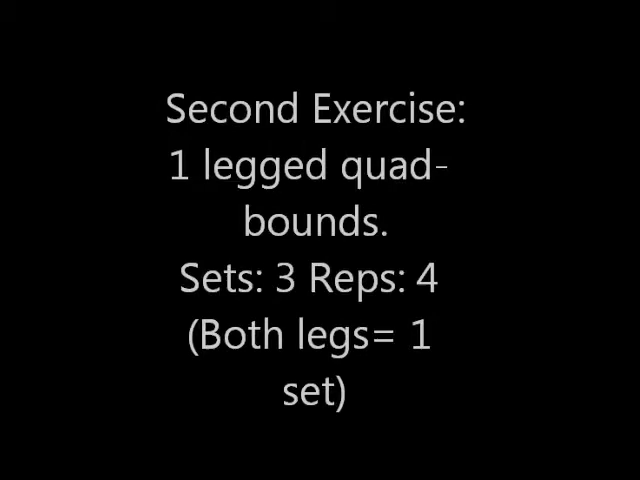 Second Exercise:
1 legged quad-
bounds.
Sets: 3 Reps: 4
(Both legs= 1
set)